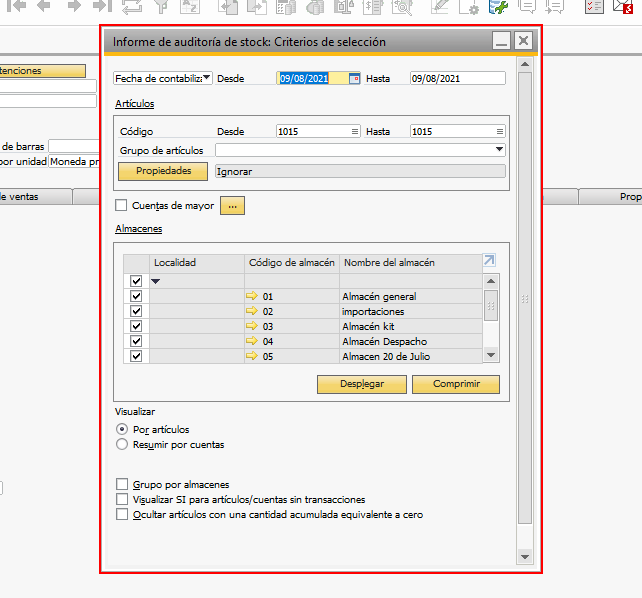 Informe de auditoría de stock: Criterios de selección
tenciones
Fecha de contabiliz Desde 09/08/2021 Hasta 09/08/2021
Artículos
Código Desde 1015 Hasta 1015
de barras
Grupo de artículos
por unidad Moneda pr
Propiedades Ignorar
de ventas
Prop
Cuentas de mayor ...
Almacenes
Localidad Código de almacén Nombre del almacén
01 Almacén general
02 importaciones
03 Almacén kit
04 Almacén Despacho
05 Almacen 20 de Julio
Desplegar Comprimir
Visualizar
Por artículos
Resumir por cuentas
Grupo por almacenes
Visualizar SI para artículos/cuentas sin transacciones
Ocultar artículos con una cantidad acumulada equivalente a cero